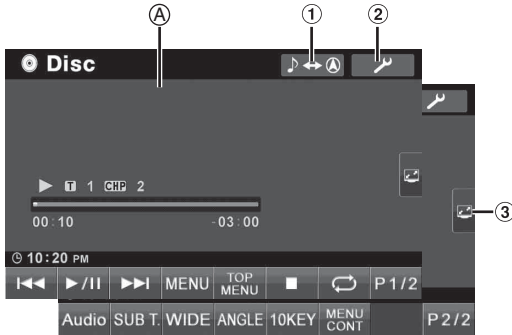 A 1 2
Disc
T 1 CHP 2
3
00:10 -03:00
10:20 PM
MENU TOP MENU P1/2
Audio SUB T. WIDE ANGLE 10KEY MENU CONT P2/2